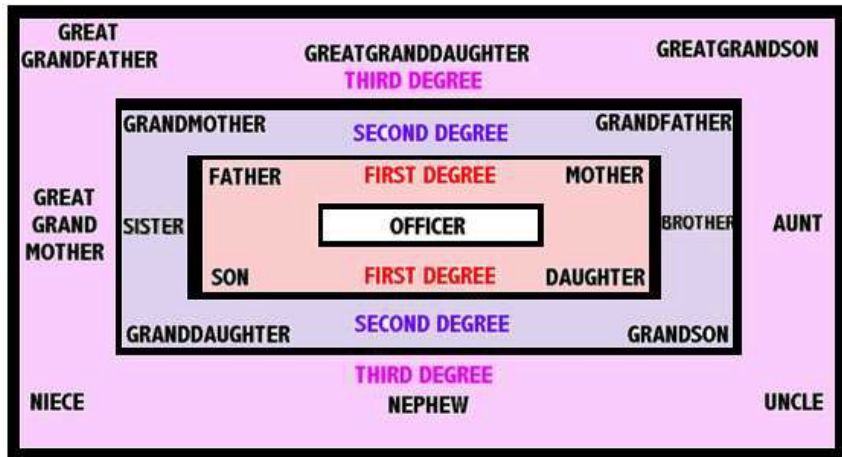 GREAT
GRANDFATHER
GREATGRANDDAUGHTER
GREATGRANDSON
THIRD DEGREE
GRANDMOTHER
SECOND DEGREE
GRANDFATHER
FATHER
FIRST DEGREE
MOTHER
GREAT
GRAND
MOTHER
SISTER
OFFICER
BROTHER
AUNT
SON
FIRST DEGREE
DAUGHTER
GRANDDAUGHTER
SECOND DEGREE
GRANDSON
THIRD DEGREE
NIECE
NEPHEW
UNCLE